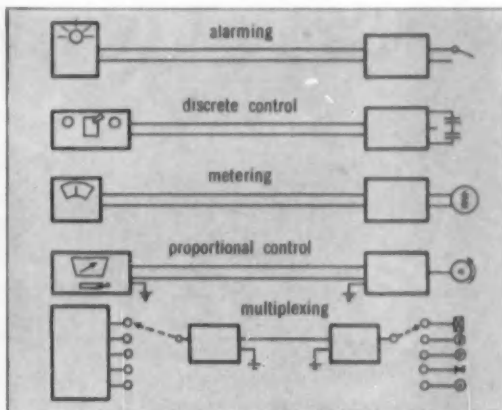 alarming
discrete control
metering
proportional control
multiplexing